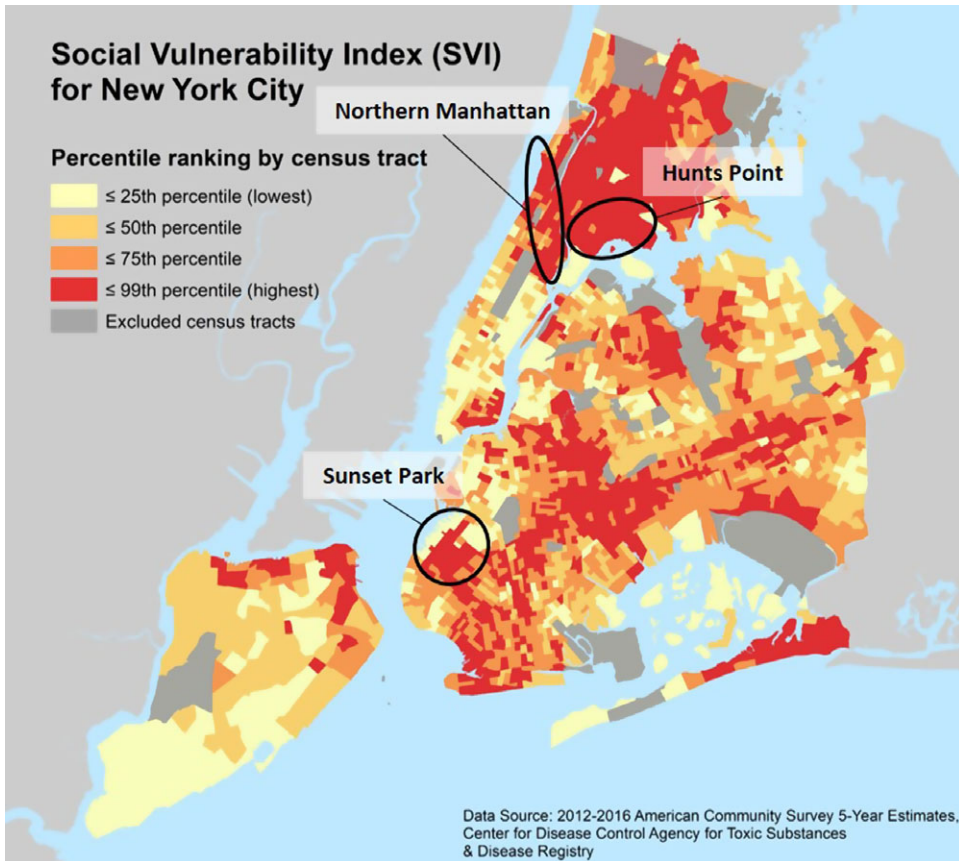 Social Vulnerability Index (SVI)
for New York City
Northern Manhattan
Percentile ranking by census tract
Hunts Point
≤ 25th percentile (lowest)
≤ 50th percentile
≤ 75th percentile
≤ 99th percentile (highest)
Excluded census tracts
Sunset Park
Data Source: 2012-2016 American Community Survey 5-Year Estimates,
Center for Disease Control Agency for Toxic Substances
& Disease Registry